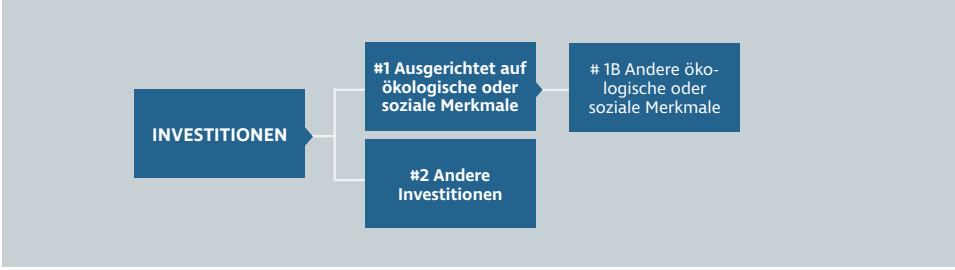 INVESTITIONEN
#1 Ausgerichtet auf
ökologische oder
soziale Merkmale
# 1B Andere öko-
logische oder
soziale Merkmale
#2 Andere
Investitionen